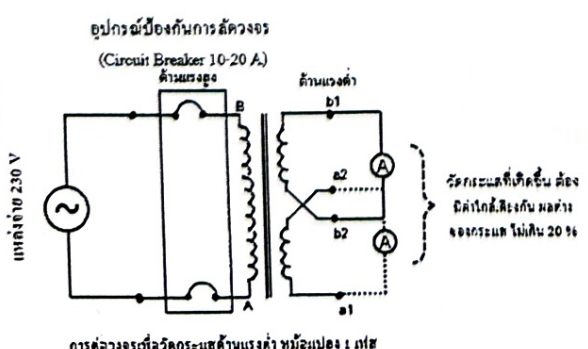 อุปกรณ์ป้องกันการลัดวงจร
(Circuit Breaker 10-20 A)
ด้านแรงสูง
ด้านแรงต่ำ
B
b1
A
a2
แหล่งจ่าย 230 V
วัดกระแสที่เกิดขึ้น ต้อง
มีค่าใกล้เคียงกัน ผลต่าง
ของกระแส ไม่เกิน 20 %
b2
A
A
a1
การต่อวงจรเพื่อวัดกระแสด้านแรงต่ำ หม้อแปลง 1 เฟส